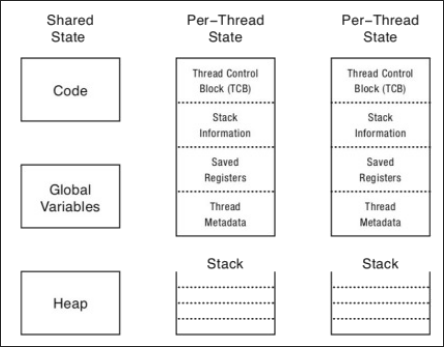 Shared
State
Per-Thread
State
Per-Thread
State
Code
Global
Variables
Heap
Thread Control
Block (TCB)
Stack
Information
Saved
Registers
Thread
Metadata
Stack
Thread Control
Block (TCB)
Stack
Information
Saved
Registers
Thread
Metadata
Stack